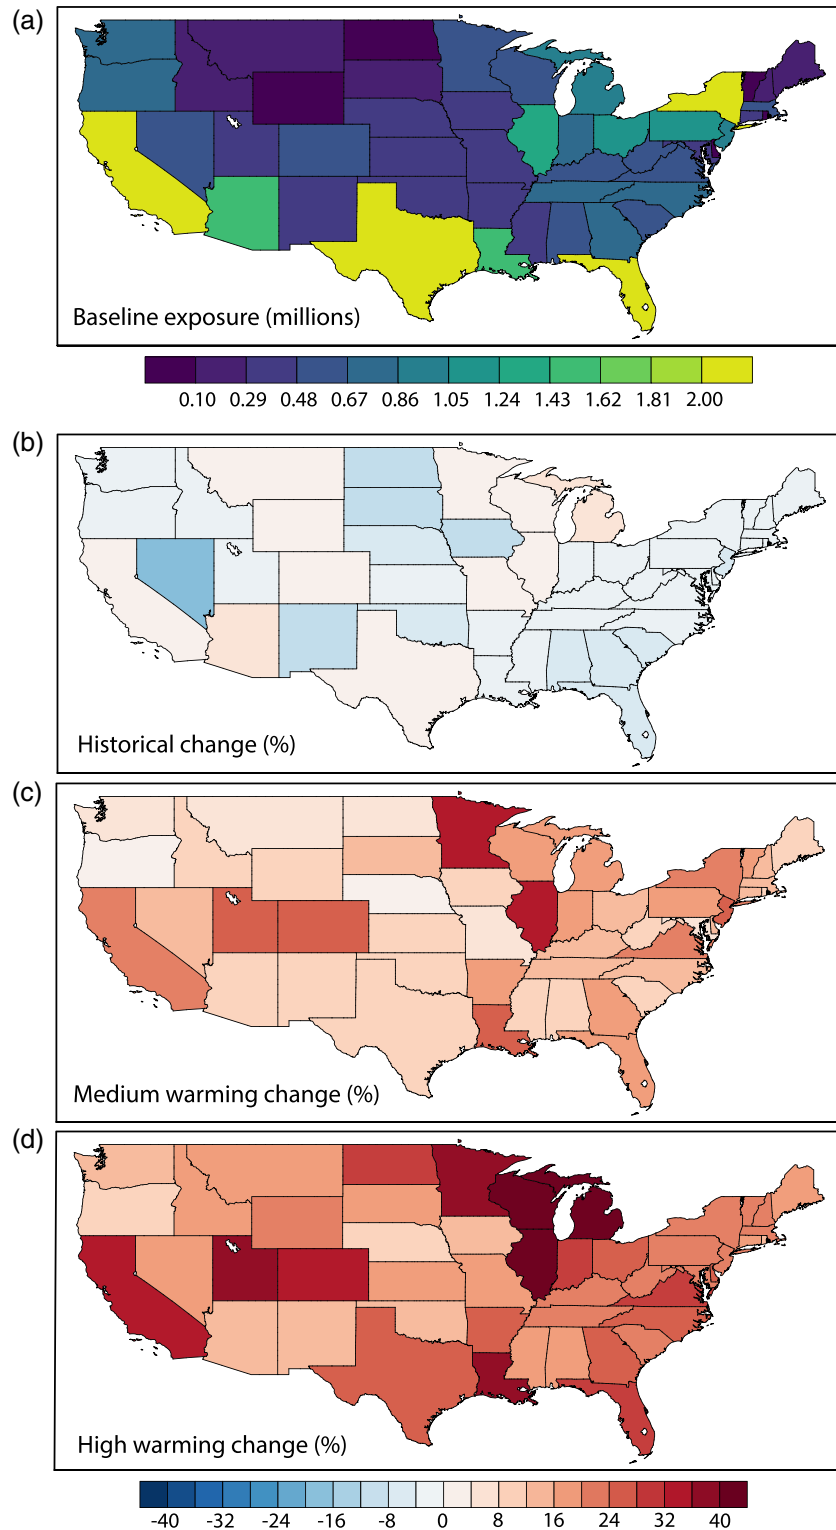 (a)
Baseline exposure (millions)
0.10 0.29 0.48 0.67 0.86 1.05 1.24 1.43 1.62 1.81 2.00
(b)
Historical change (%)
(c)
Medium warming change (%)
(d)
High warming change (%)
-40 -32 -24 -16 -8 0 8 16 24 32 40